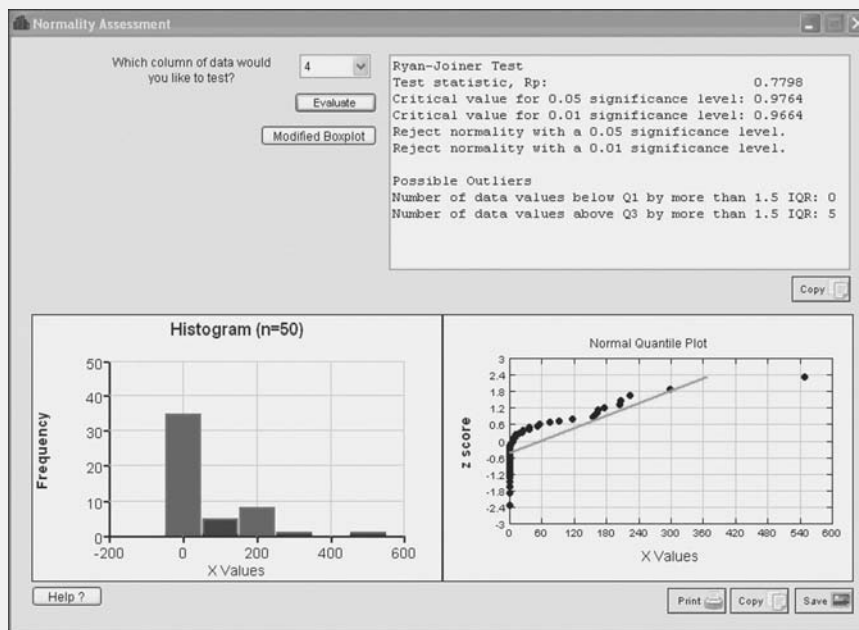 Normality Assessment
Which column of data would
you like to test?
4
Evaluate
Modified Boxplot
Ryan-Joiner Test
Test statistic, Rp: 0.7798
Critical value for 0.05 significance level: 0.9764
Critical value for 0.01 significance level: 0.9664
Reject normality with a 0.05 significance level.
Reject normality with a 0.01 significance level.
Possible Outliers
Number of data values below Q1 by more than 1.5 IQR: 0
Number of data values above Q3 by more than 1.5 IQR: 5
Copy
Histogram (n=50)
50
40
30
20
10
0
Frequency
-200 0 200 400 600
X Values
Normal Quantile Plot
3
2.4
1.8
1.2
0.6
0
-0.6
-1.2
-1.8
-2.4
-3
z score
0 60 120 180 240 300 360 420 480 540 600
X Values
Help ?
Print
Copy
Save